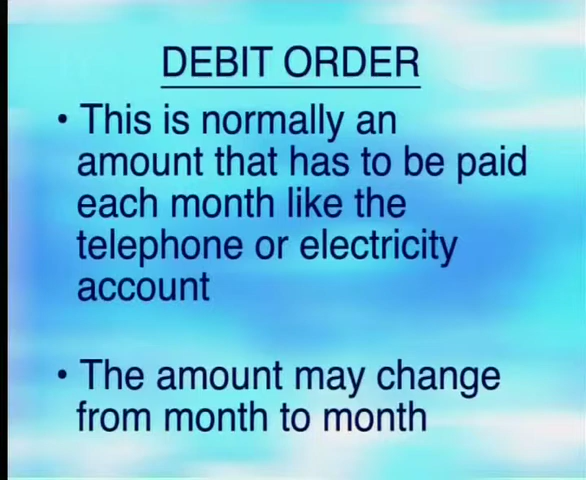 DEBIT ORDER
• This is normally an
amount that has to be paid
each month like the
telephone or electricity
account
• The amount may change
from month to month